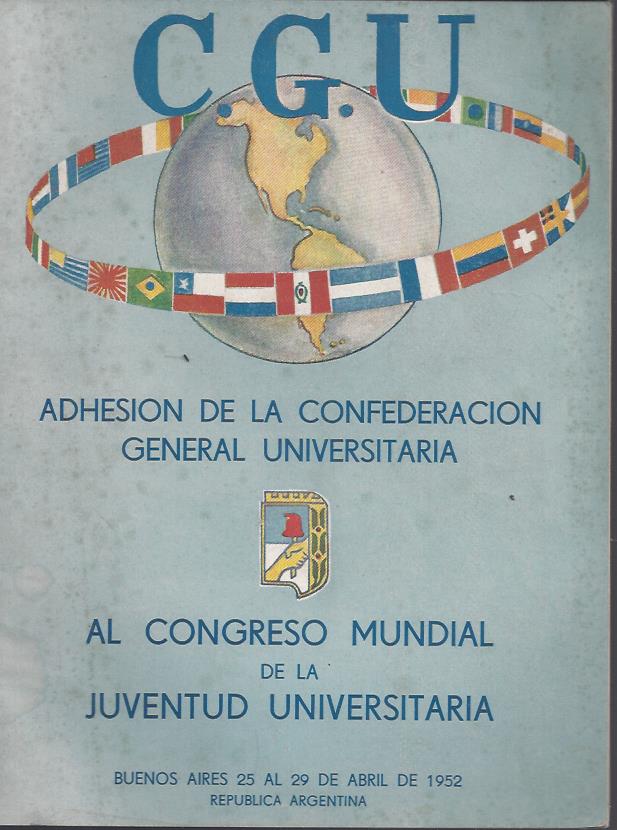 C.G.U
ADHESION DE LA CONFEDERACION
GENERAL UNIVERSITARIA
AL CONGRESO MUNDIAL
DE LA
JUVENTUD UNIVERSITARIA
BUENOS AIRES 25 AL 29 DE ABRIL DE 1952
REPUBLICA ARGENTINA